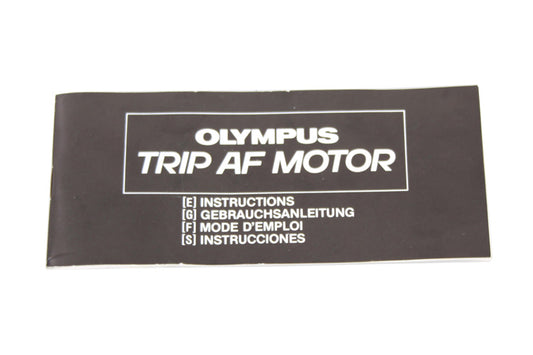 OLYMPUS
TRIP AF MOTOR
[E] INSTRUCTIONS
[G] GEBRAUCHSANLEITUNG
[F] MODE D'EMPLOI
[S] INSTRUCCIONES